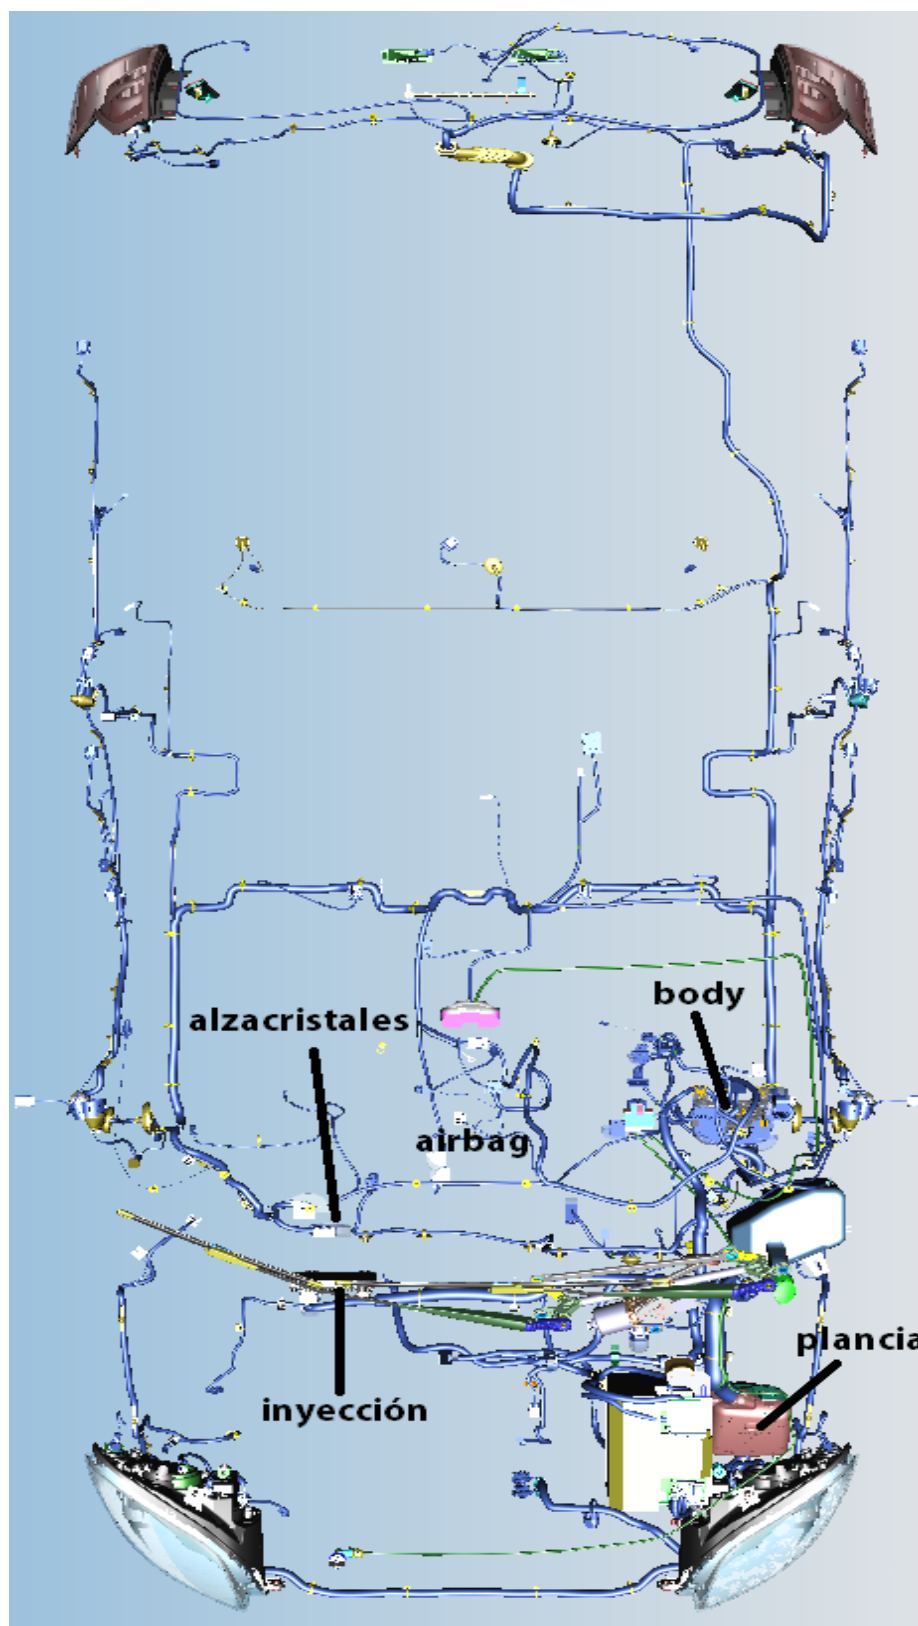 body
alzacristales
airbag
plancia
inyección